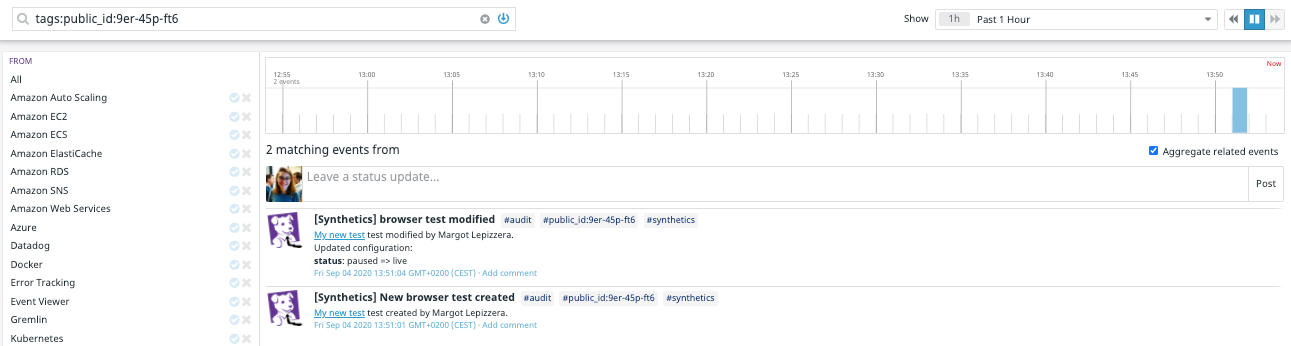 tags:public_id:9er-45p-ft6
Show 1h Past 1 Hour
FROM
All
Amazon Auto Scaling
Amazon EC2
Amazon ECS
Amazon ElastiCache
Amazon RDS
Amazon SNS
Amazon Web Services
Azure
Datadog
Docker
Error Tracking
Event Viewer
Gremlin
Kubernetes
Now
12:55 13:00 13:05 13:10 13:15 13:20 13:25 13:30 13:35 13:40 13:45 13:50
2 events
2 matching events from
Aggregate related events
Leave a status update... Post
[Synthetics] browser test modified #audit #public_id:9er-45p-ft6 #synthetics
My new test test modified by Margot Lepizzera.
Updated configuration:
status: paused => live
Fri Sep 04 2020 13:51:04 GMT+0200 (CEST) · Add comment
[Synthetics] New browser test created #audit #public_id:9er-45p-ft6 #synthetics
My new test test created by Margot Lepizzera.
Fri Sep 04 2020 13:51:01 GMT+0200 (CEST) · Add comment